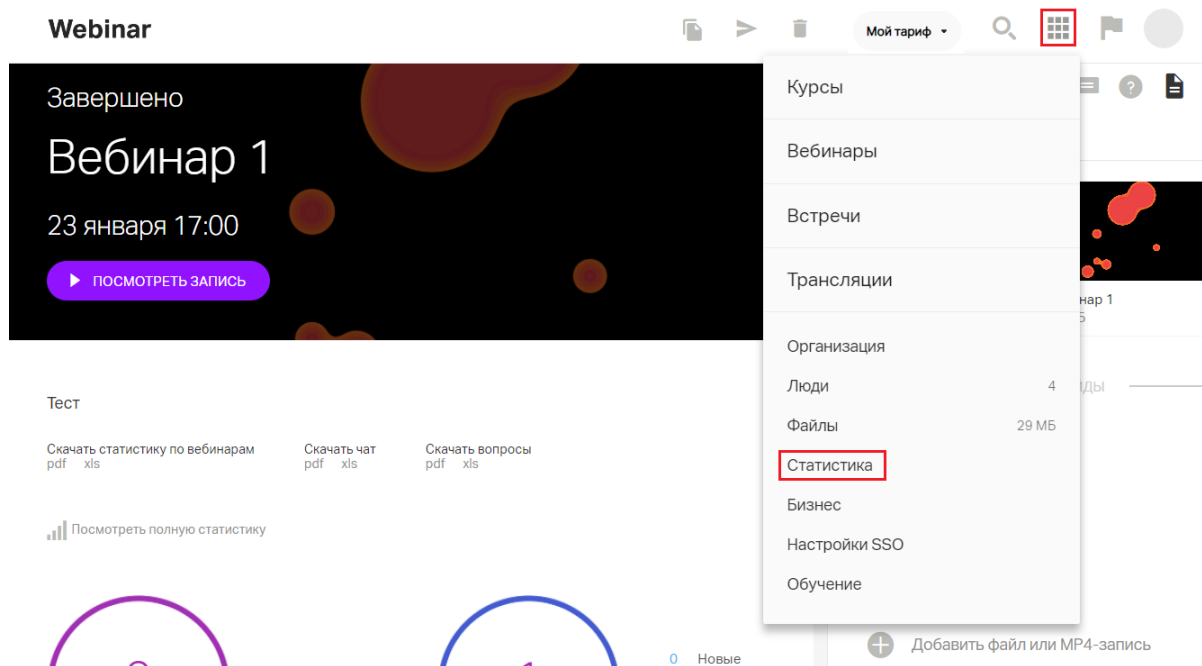 Webinar
Мой тариф
Завершено
Вебинар 1
23 января 17:00
ПОСМОТРЕТЬ ЗАПИСЬ
Тест
Скачать статистику по вебинарам
pdf xls
Скачать чат
pdf xls
Скачать вопросы
pdf xls
Посмотреть полную статистику
0 Новые
Курсы
Вебинары
Встречи
Трансляции
Организация
Люди 4
Файлы 29 МБ
Статистика
Бизнес
Настройки SSO
Обучение
?
нар 1
Добавить файл или MP4-запись